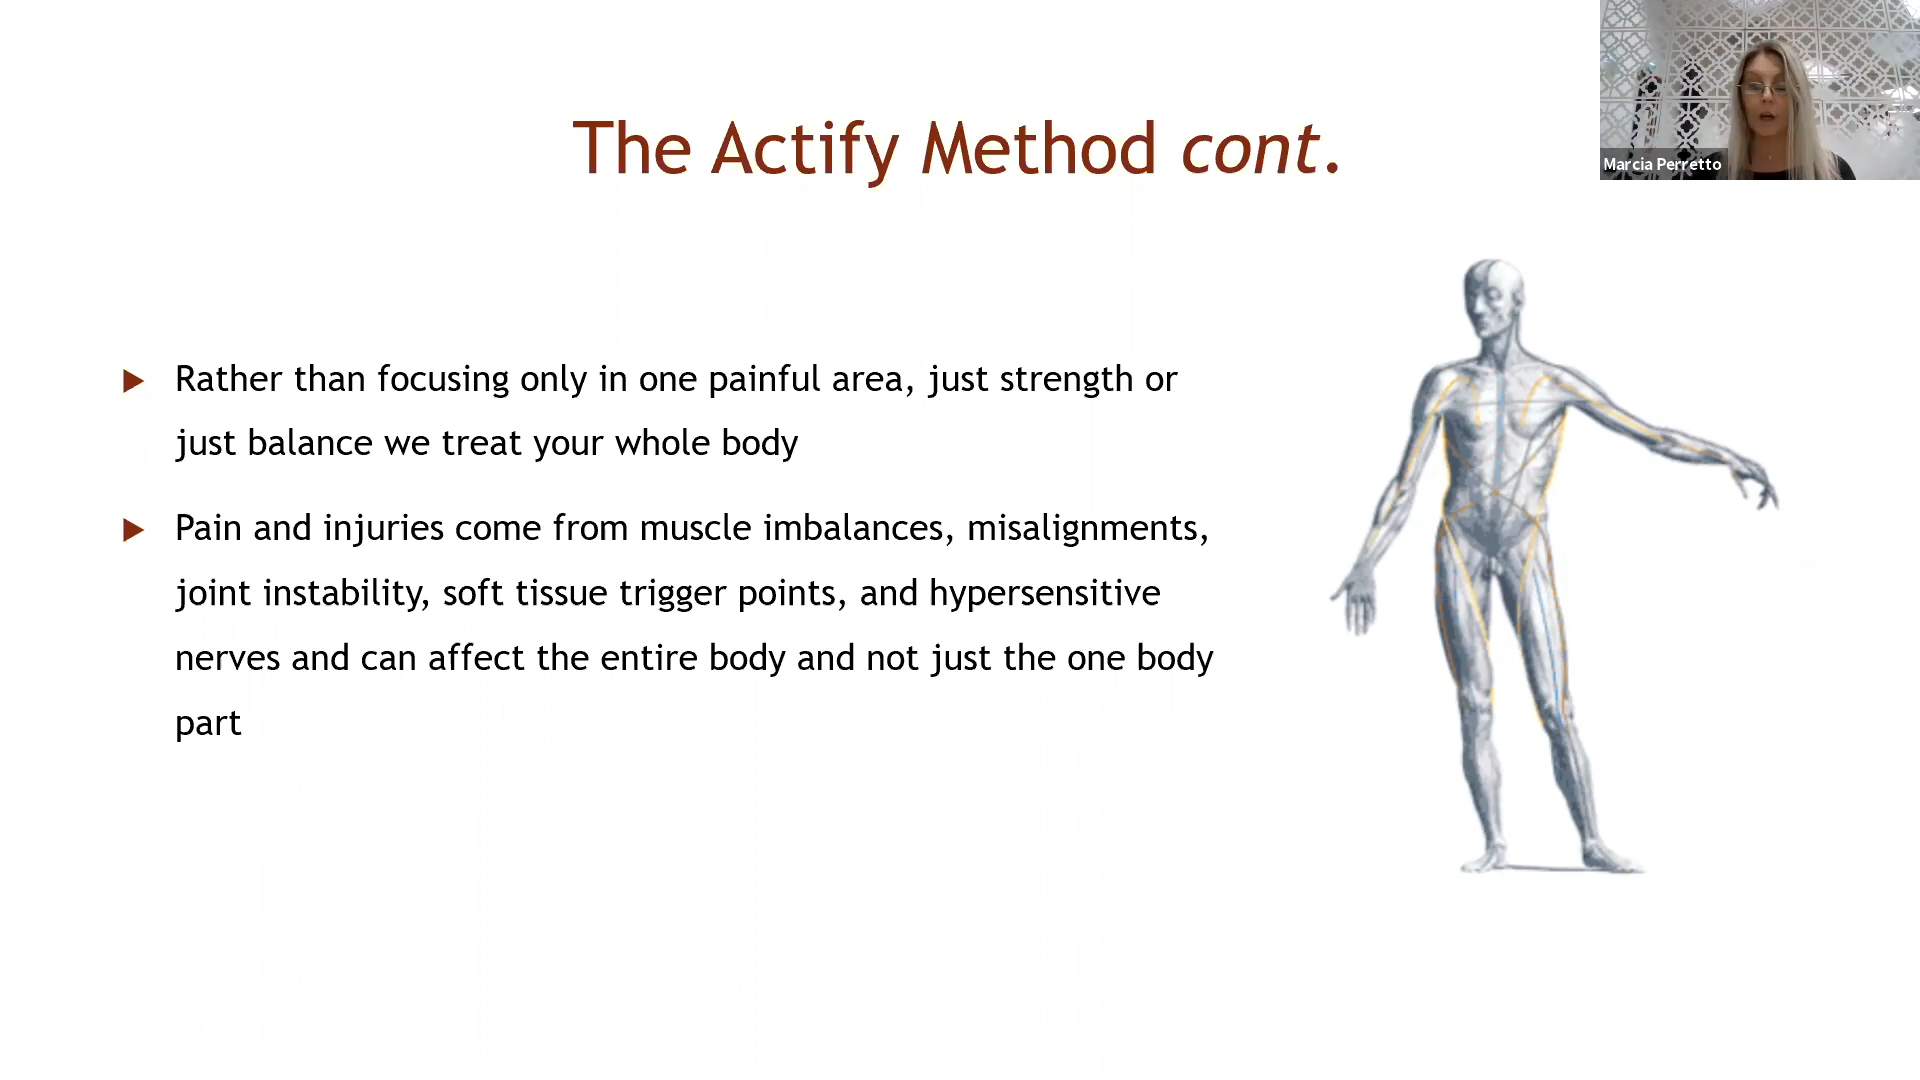 The Actify Method cont.
Marcia Perretto
Rather than focusing only in one painful area, just strength or
just balance we treat your whole body
Pain and injuries come from muscle imbalances, misalignments,
joint instability, soft tissue trigger points, and hypersensitive
nerves and can affect the entire body and not just the one body
part